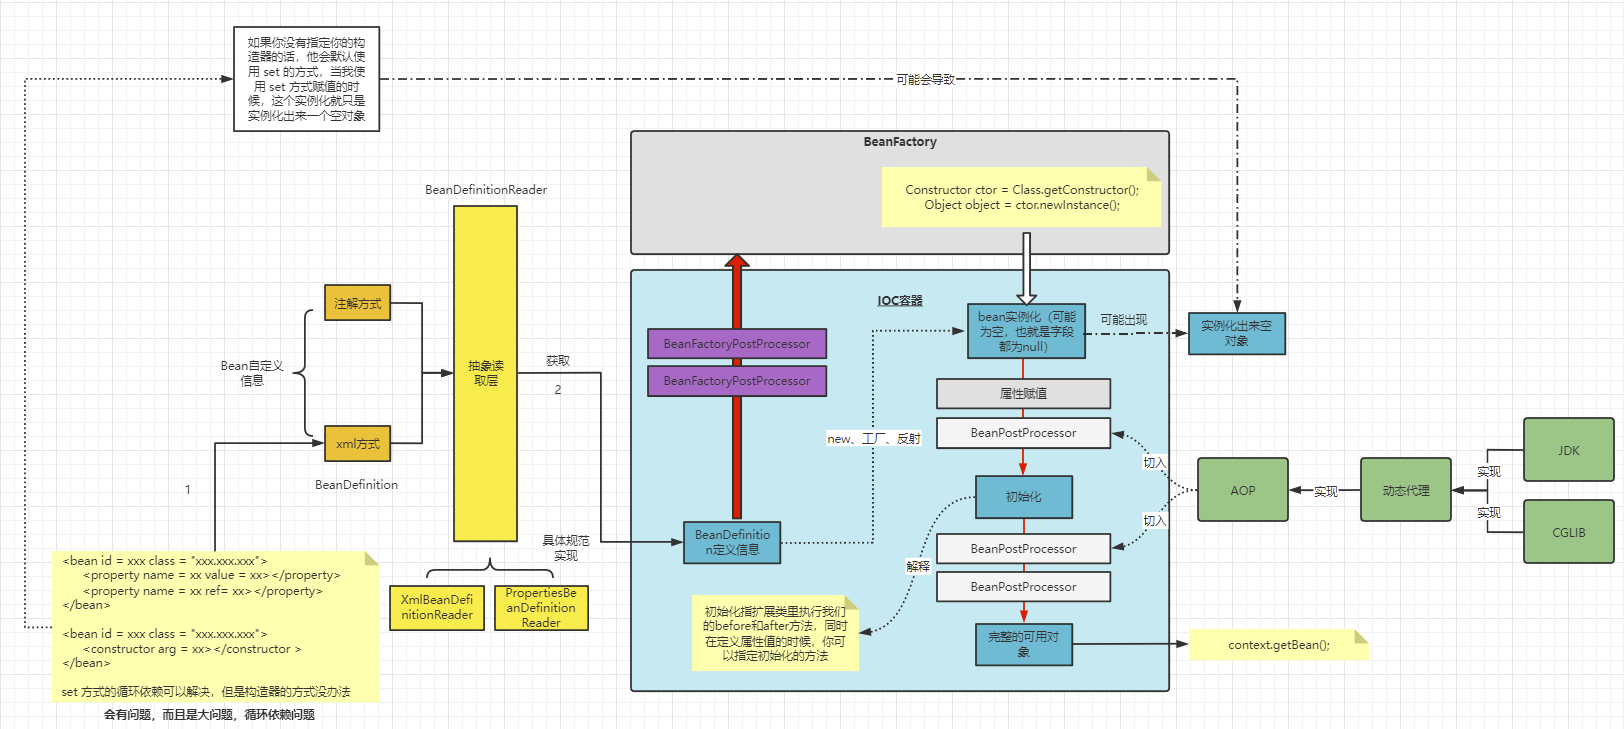 如果你没有指定你的构
造器的话，他会默认使
用 set 的方式，当我使
用 set 方式赋值的时
候，这个实例化就只是
实例化出来一个空对象
可能会导致
BeanFactory
Constructor ctor = Class.getConstructor();
Object object = ctor.newInstance();
BeanDefinitionReader
抽象读
取层
注解方式
Bean自定义
信息
xml方式
BeanDefinition
1
获取
2
具体规范
实现
XmlBeanDefi
nitionReader
PropertiesBe
anDefinition
Reader
<bean id = xxx class = "xxx.xxx.xxx">
<property name = xx value = xx></property>
<property name = xx ref= xx></property>
</bean>
<bean id = xxx class = "xxx.xxx.xxx">
<constructor arg = xx></constructor >
</bean>
set 方式的循环依赖可以解决，但是构造器的方式没办法
会有问题，而且是大问题，循环依赖问题
IOC容器
BeanFactoryPostProcessor
BeanFactoryPostProcessor
BeanDefinitio
n定义信息
new、工厂、反射
bean实例化（可能
为空，也就是字段
都为null）
可能出现
实例化出来空
对象
属性赋值
BeanPostProcessor
初始化
BeanPostProcessor
BeanPostProcessor
完整的可用对
象
解释
初始化指扩展类里执行我们
的before和after方法，同时
在定义属性值的时候，你可
以指定初始化的方法
context.getBean();
切入
切入
AOP
实现
动态代理
实现
实现
JDK
CGLIB